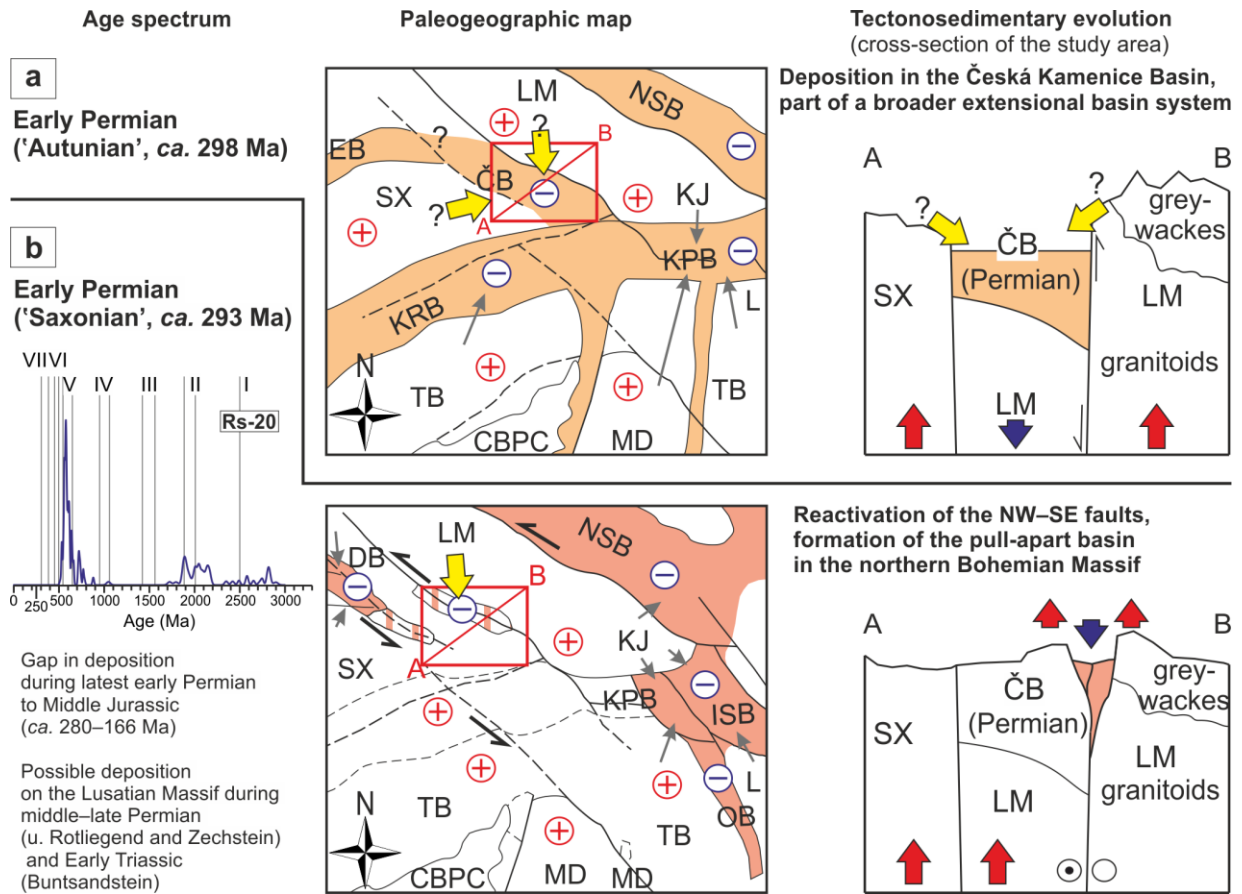 Age spectrum
Paleogeographic map
Tectonosedimentary evolution
(cross-section of the study area)
a
Early Permian
('Autunian', ca. 298 Ma)
LM
NSB
?
?
B
EB
ČB
SX
?
A
KJ
KPB
L
KRB
N
TB
TB
CBPC
MD
Deposition in the Česká Kamenice Basin,
part of a broader extensional basin system
A
B
?
?
grey-
wackes
ČB
(Permian)
SX
LM
granitoids
LM
b
Early Permian
('Saxonian', ca. 293 Ma)
VII VI
V IV III II I
Rs-20
0 250 500 1000 1500 2000 2500 3000
Age (Ma)
Gap in deposition
during latest early Permian
to Middle Jurassic
(ca. 280–166 Ma)
Possible deposition
on the Lusatian Massif during
middle–late Permian
(u. Rotliegend and Zechstein)
and Early Triassic
(Buntsandstein)
LM
NSB
DB
B
KJ
SX
A
KPB
ISB
N
TB
TB
L
OB
CBPC
MD
MD
Reactivation of the NW–SE faults,
formation of the pull-apart basin
in the northern Bohemian Massif
A
B
grey-
wackes
ČB
(Permian)
SX
LM
granitoids
LM